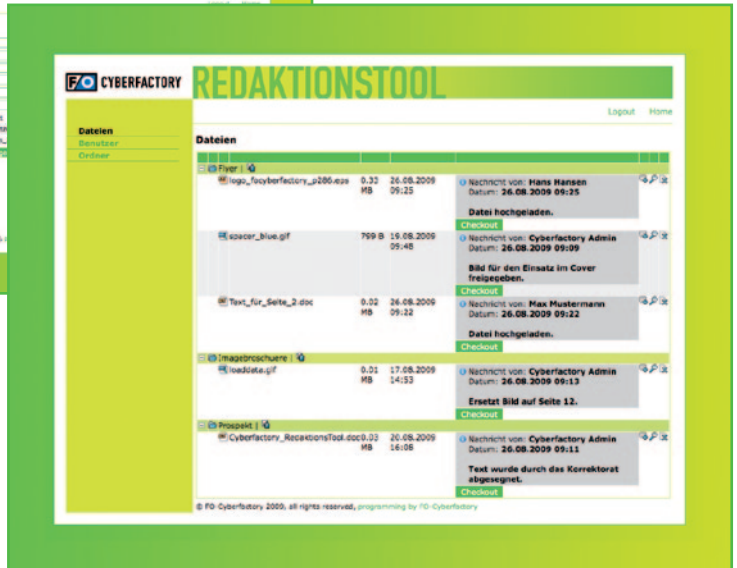 Logout Home
FO CYBERFACTORY REDAKTIONSTOOL
Logout Home
Dateien
Benutzer
Ordner
Dateien
Flyer |
logo_focyberfactory_p286.eps 0.33 MB 26.08.2009 09:25
Nachricht von: Hans Hansen
Datum: 26.08.2009 09:25
Datei hochgeladen.
Checkout
spacer_blue.gif 799 B 19.08.2009 09:48
Nachricht von: Cyberfactory Admin
Datum: 26.08.2009 09:09
Bild für den Einsatz im Cover
freigegeben.
Checkout
Text_für_Seite_2.doc 0.02 MB 26.08.2009 09:22
Nachricht von: Max Mustermann
Datum: 26.08.2009 09:22
Datei hochgeladen.
Checkout
Imagebroschuere |
loaddata.gif 0.01 MB 17.08.2009 14:53
Nachricht von: Cyberfactory Admin
Datum: 26.08.2009 09:13
Ersetzt Bild auf Seite 12.
Checkout
Prospekt |
Cyberfactory_RedaktionsTool.doc 0.03 MB 20.08.2009 16:08
Nachricht von: Cyberfactory Admin
Datum: 26.08.2009 09:11
Text wurde durch das Korrektorat
abgesegnet.
Checkout
© FO-Cyberfactory 2009, all rights reserved, programming by FO-Cyberfactory